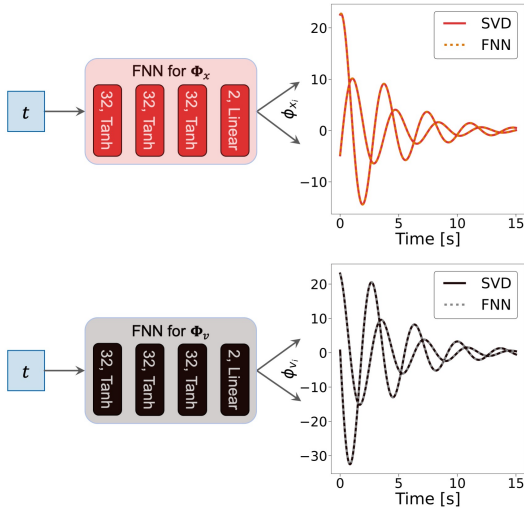 t
FNN for Φx
32, Tanh
32, Tanh
32, Tanh
2, Linear
ϕxi
20
10
0
−10
SVD
FNN
0
5
10
15
Time [s]
t
FNN for Φv
32, Tanh
32, Tanh
32, Tanh
2, Linear
ϕvi
20
10
0
−10
−20
−30
SVD
FNN
0
5
10
15
Time [s]